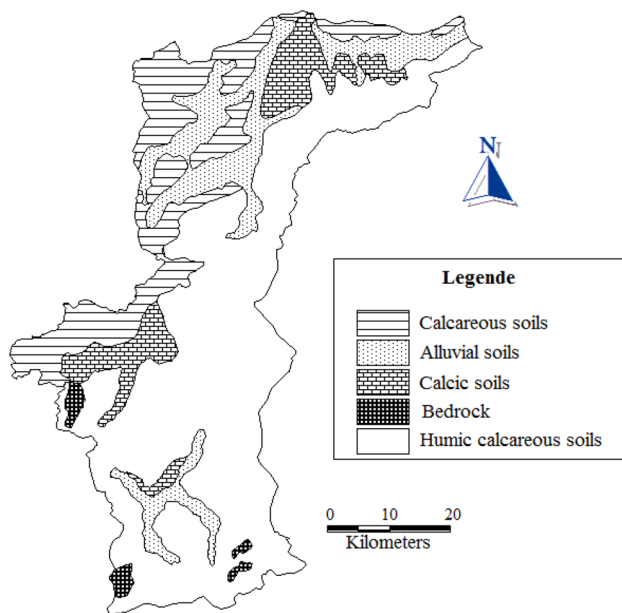 N
Legende
Calcareous soils
Alluvial soils
Calcic soils
Bedrock
Humic calcareous soils
0 10 20
Kilometers